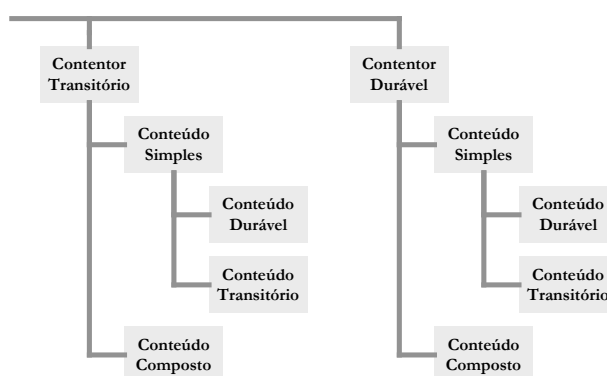 Contentor
Transitório
Contentor
Durável
Conteúdo
Simples
Conteúdo
Simples
Conteúdo
Durável
Conteúdo
Durável
Conteúdo
Transitório
Conteúdo
Transitório
Conteúdo
Composto
Conteúdo
Composto